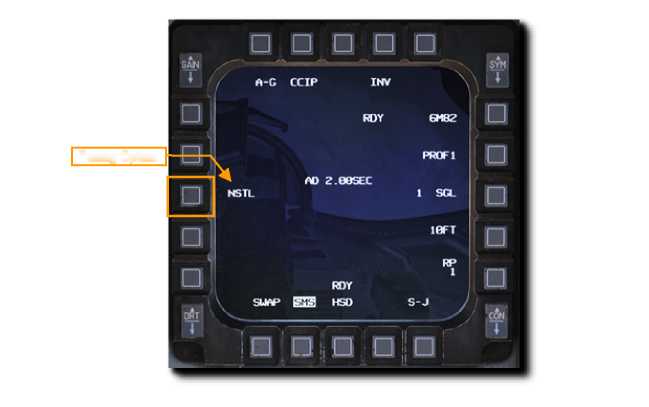 GAIN
SYM
A-G CCIP INV
RDY 6M82
PROF1
AD 2.00SEC
NSTL
1 SGL
10FT
RP
1
RDY
SWAP SMS HSD S-J
BRT
CON